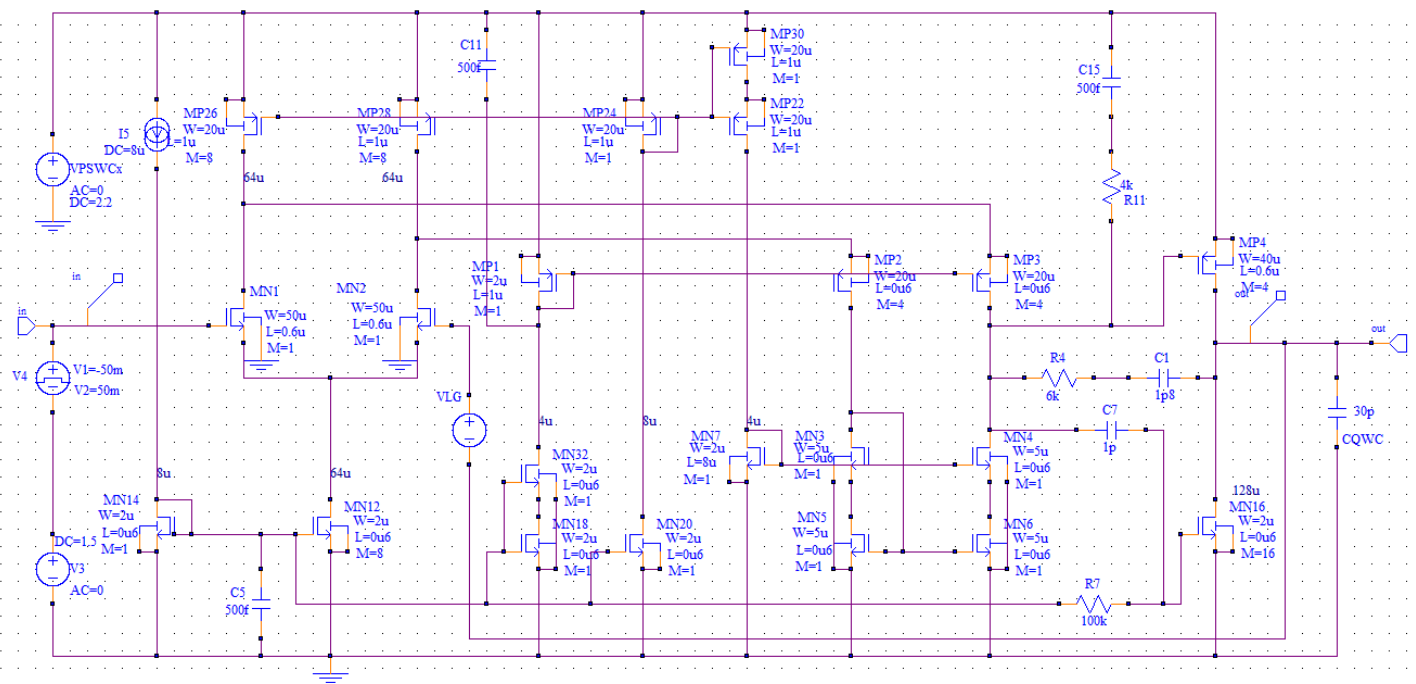 C11
500f
MP30
W=20u
L=1u
M=1
C15
500f
MP26
W=20u
L=1u
M=8
MP28
W=20u
L=1u
M=8
MP24
W=20u
L=1u
M=1
MP22
W=20u
L=1u
M=1
I5
DC=8u
VPSWCx
AC=0
DC=2.2
64u
64u
4k
R11
MP1
W=2u
L=1u
M=1
MP2
W=20u
L=0u6
M=4
MP3
W=20u
L=0u6
M=4
MP4
W=40u
L=0.6u
M=4
in
in
MN1
W=50u
L=0.6u
M=1
MN2
W=50u
L=0.6u
M=1
out
out
V4
V1=-50m
V2=50m
VLG
R4
6k
C1
1p8
C7
1p
30p
CQWC
4u
8u
4u
MN7
W=2u
L=8u
M=1
MN3
W=5u
L=0u6
M=1
MN4
W=5u
L=0u6
M=1
MN32
W=2u
L=0u6
M=1
8u
64u
MN14
W=2u
L=0u6
M=1
MN12
W=2u
L=0u6
M=8
MN18
W=2u
L=0u6
M=1
MN20
W=2u
L=0u6
M=1
MN5
W=5u
L=0u6
M=1
MN6
W=5u
L=0u6
M=1
128u
MN16
W=2u
L=0u6
M=16
DC=1.5
V3
AC=0
C5
500f
R7
100k